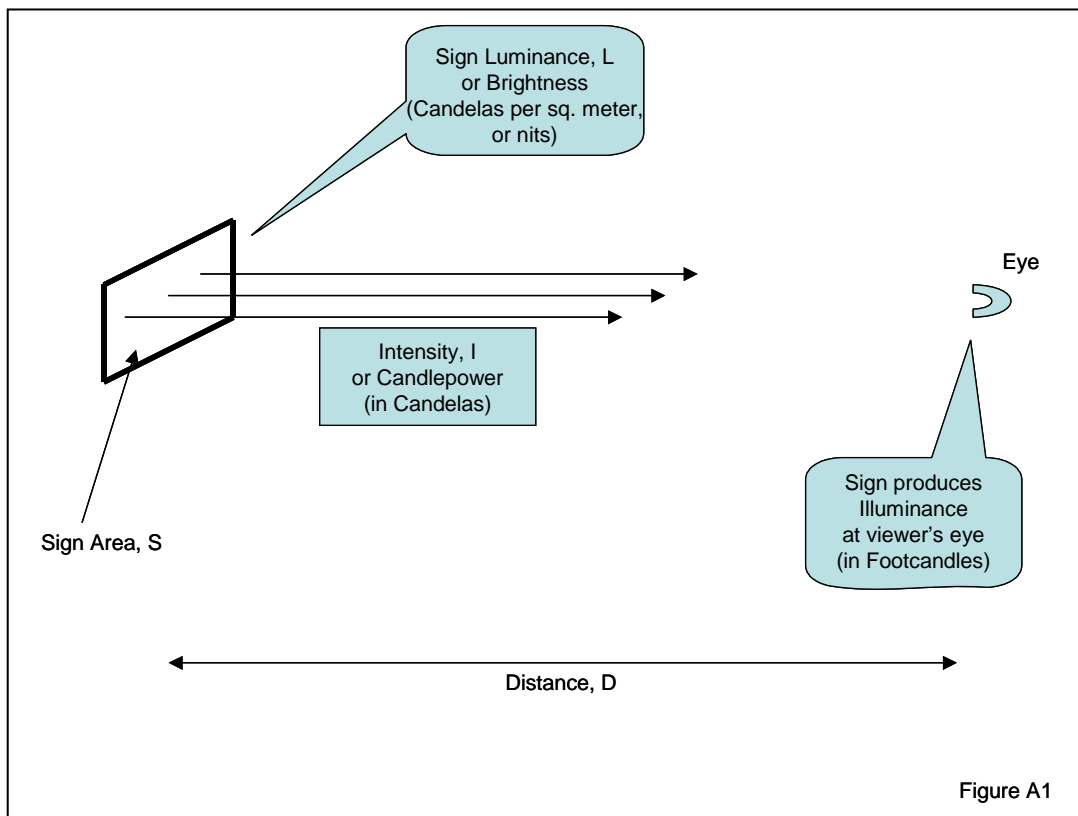 Sign Luminance, L
or Brightness
(Candelas per sq. meter,
or nits)
Eye
Intensity, I
or Candlepower
(in Candelas)
Sign produces
Illuminance
at viewer's eye
(in Footcandles)
Sign Area, S
Distance, D
Figure A1